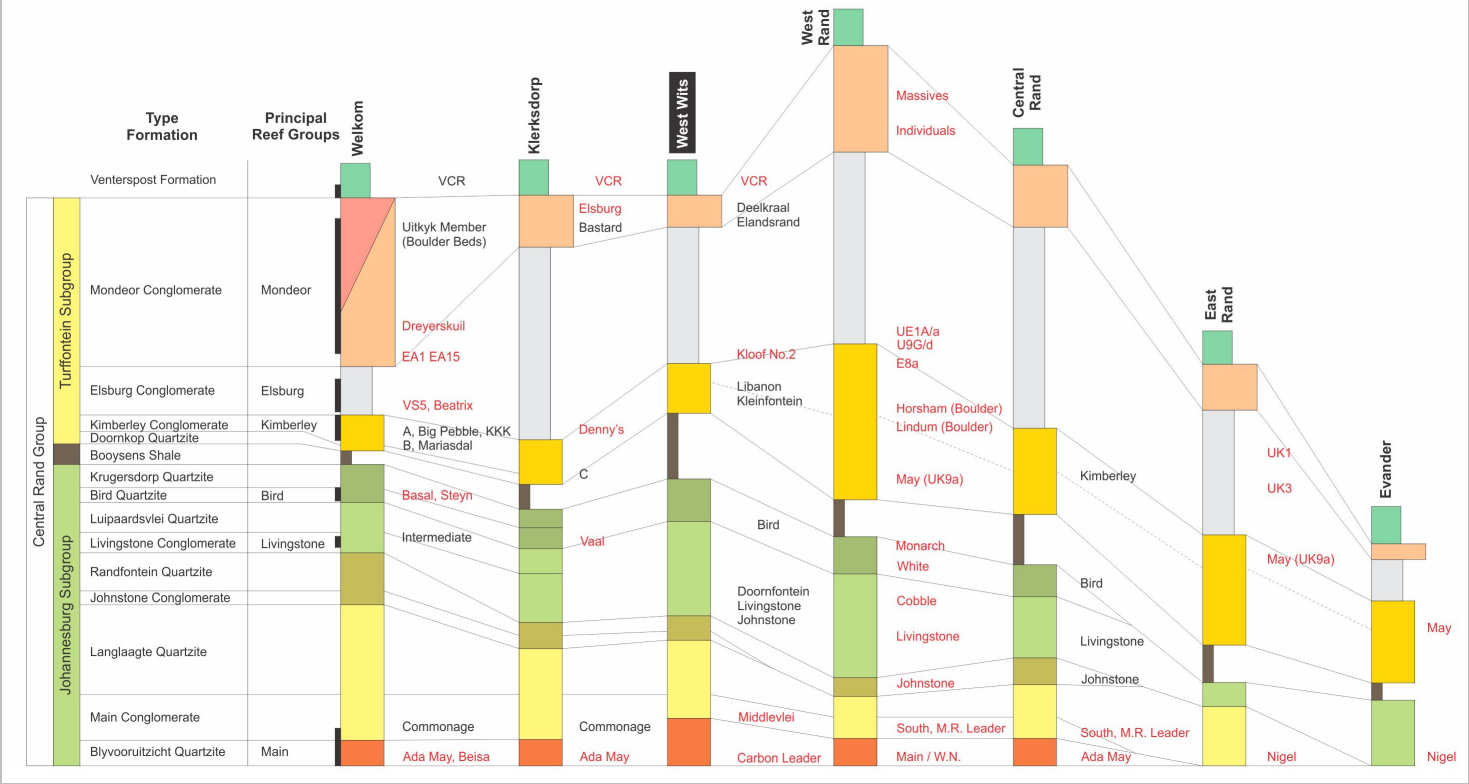 Type
Formation
Principal
Reef Groups
Welkom
Klerksdorp
West Wits
West
Rand
Central
Rand
East
Rand
Evander
Central Rand Group
Turffontein Subgroup
Johannesburg Subgroup
Venterspost Formation
Mondeor Conglomerate
Elsburg Conglomerate
Kimberley Conglomerate
Doornkop Quartzite
Booysens Shale
Krugersdorp Quartzite
Bird Quartzite
Luipaardsvlei Quartzite
Livingstone Conglomerate
Randfontein Quartzite
Johnstone Conglomerate
Langlaagte Quartzite
Main Conglomerate
Blyvooruitzicht Quartzite
Mondeor
Elsburg
Kimberley
Bird
Livingstone
Main
VCR
Uitkyk Member
(Boulder Beds)
Dreyerskuil
EA1 EA15
VS5, Beatrix
A, Big Pebble, KKK
B, Mariasdal
Basal, Steyn
Intermediate
Commonage
Ada May, Beisa
VCR
Elsburg
Bastard
Denny's
C
Vaal
Commonage
Ada May
VCR
Deelkraal
Elandsrand
Kloof No.2
Libanon
Kleinfontein
Bird
Doornfontein
Livingstone
Johnstone
Middlevlei
Carbon Leader
Massives
Individuals
UE1A/a
U9G/d
E8a
Horsham (Boulder)
Lindum (Boulder)
May (UK9a)
Monarch
White
Cobble
Livingstone
Johnstone
South, M.R. Leader
Main / W.N.
Kimberley
Bird
Livingstone
Johnstone
South, M.R. Leader
Ada May
UK1
UK3
May (UK9a)
Nigel
May
Nigel